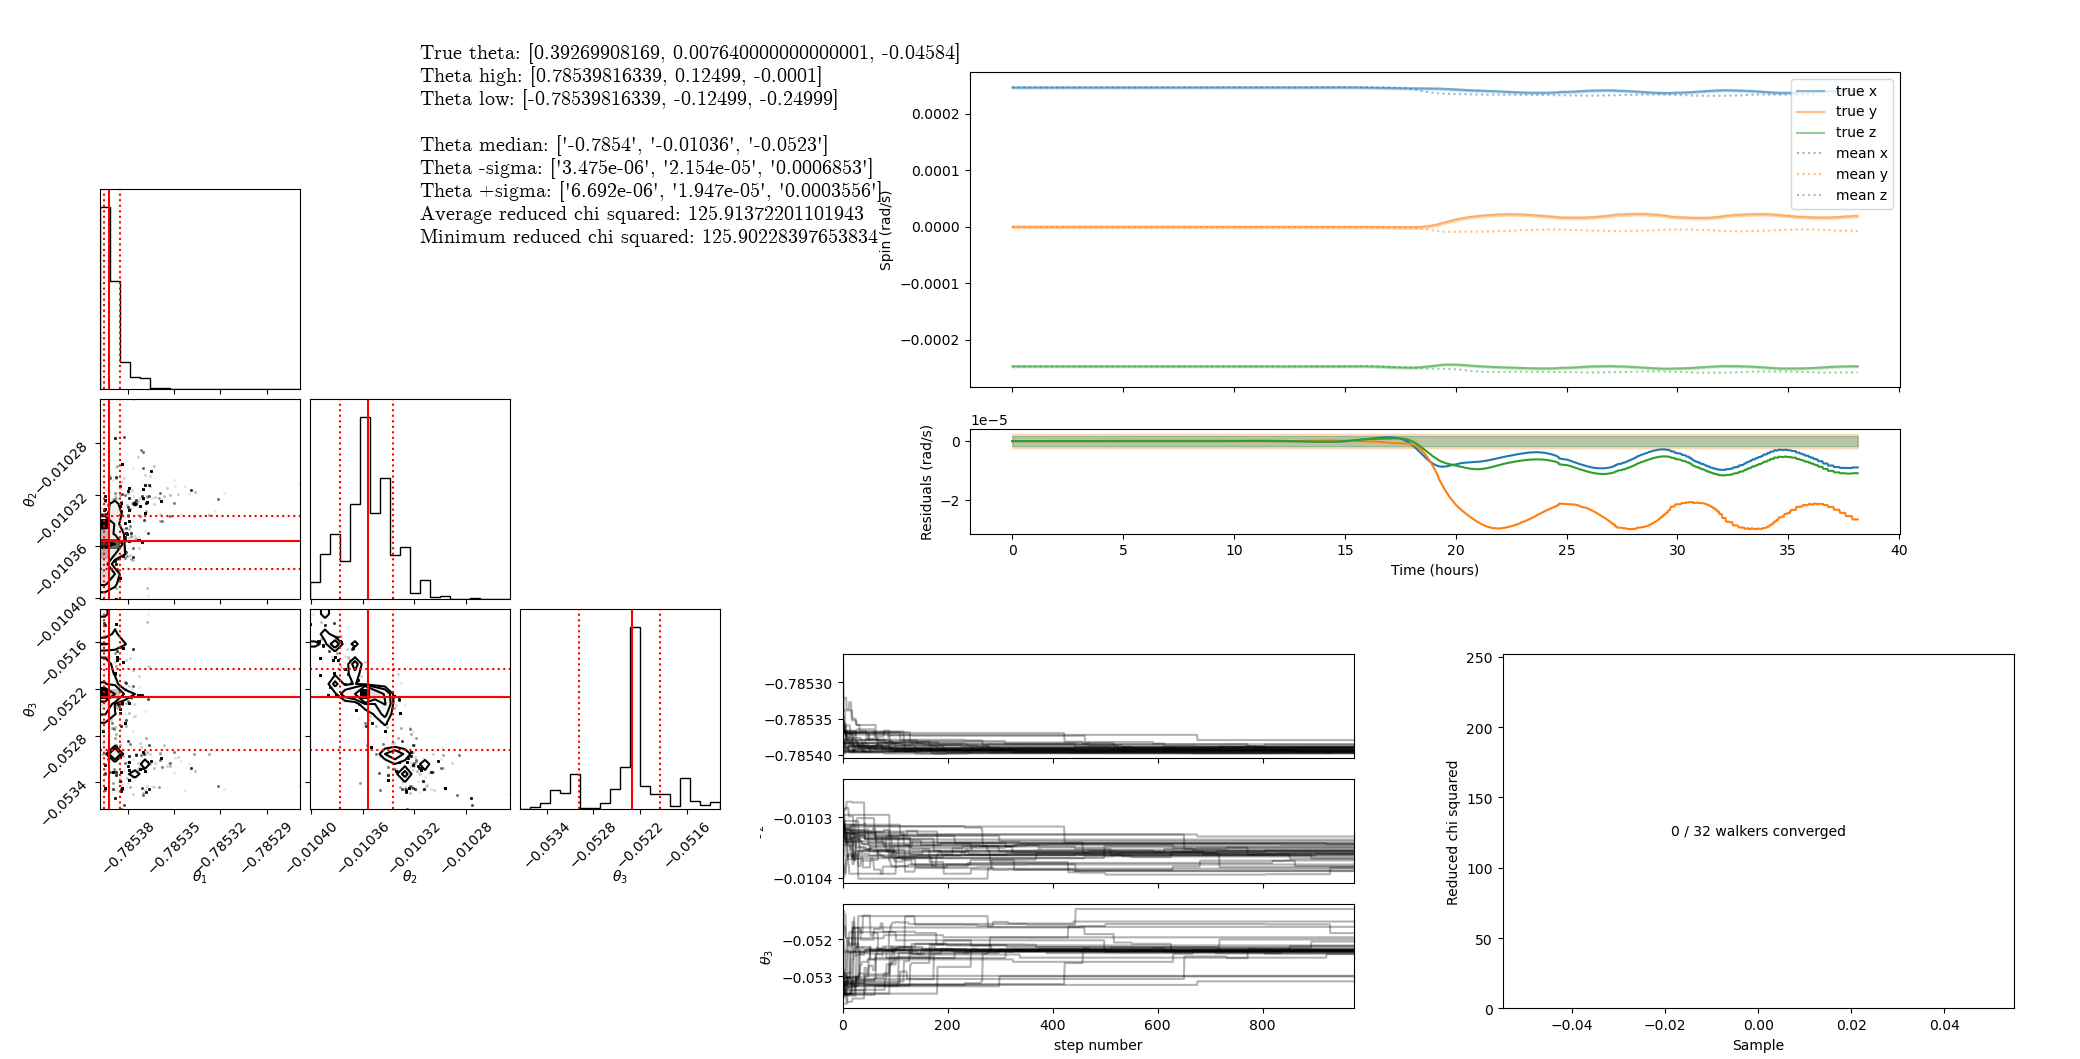 True theta: [0.39269908169, 0.007640000000000001, -0.04584]
Theta high: [0.78539816339, 0.12499, -0.0001]
Theta low: [-0.78539816339, -0.12499, -0.24999]
Theta median: ['-0.7854', '-0.01036', '-0.0523']
Theta -sigma: ['3.475e-06', '2.154e-05', '0.0006853']
Theta +sigma: ['6.692e-06', '1.947e-05', '0.0003556']
Average reduced chi squared: 125.91372201101943
Minimum reduced chi squared: 125.90228397653834
0.0002
0.0001
0.0000
−0.0001
−0.0002
Spin (rad/s)
true x
true y
true z
mean x
mean y
mean z
1e−5
0
−2
Residuals (rad/s)
0 5 10 15 20 25 30 35 40
Time (hours)
θ2
−0.01028
−0.01032
−0.01036
−0.01040
θ3
−0.0516
−0.0522
−0.0528
−0.0534
−0.78538 −0.78535 −0.78532 −0.78529
θ1
−0.01040 −0.01036 −0.01032 −0.01028
θ2
−0.0534 −0.0528 −0.0522 −0.0516
θ3
−0.78530
−0.78535
−0.78540
−0.0103
−0.0104
−0.052
−0.053
θ3
0 200 400 600 800
step number
250
200
150
100
50
0
Reduced chi squared
0 / 32 walkers converged
−0.04 −0.02 0.00 0.02 0.04
Sample